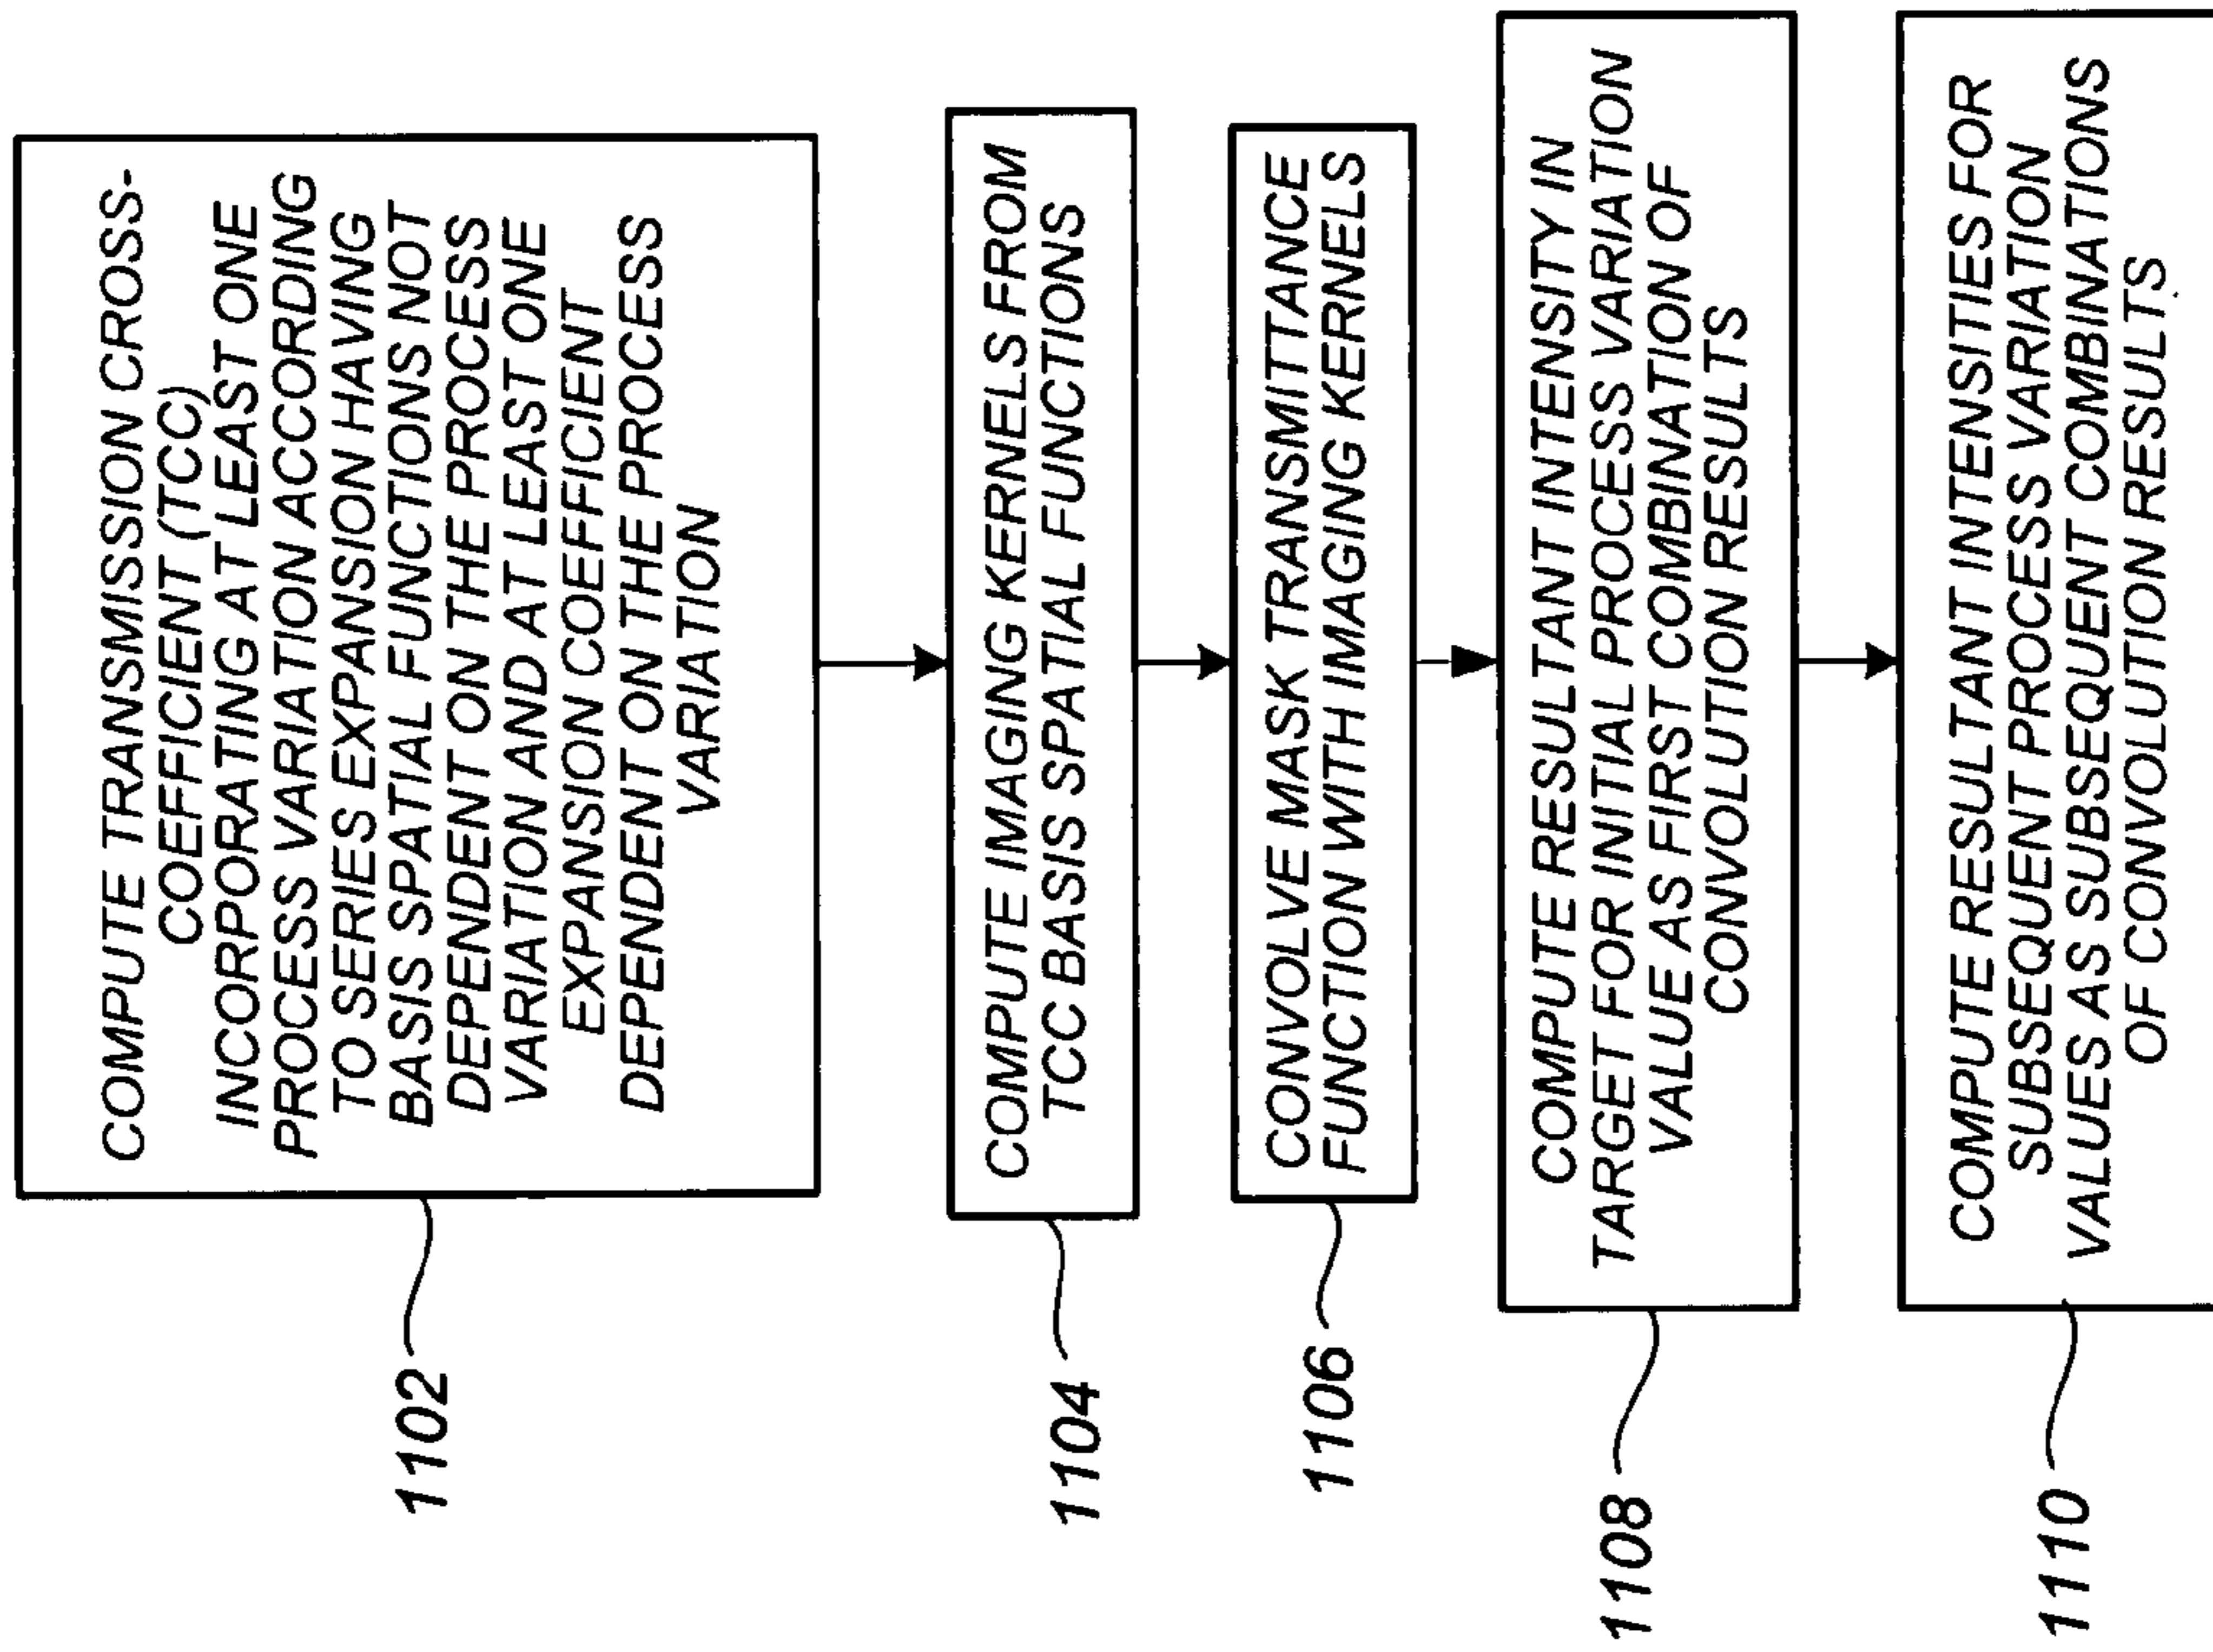 COMPUTE TRANSMISSION CROSS-
COEFFICIENT (TCC)
INCORPORATING AT LEAST ONE
PROCESS VARIATION ACCORDING
TO SERIES EXPANSION HAVING
BASIS SPATIAL FUNCTIONS NOT
DEPENDENT ON THE PROCESS
VARIATION AND AT LEAST ONE
EXPANSION COEFFICIENT
DEPENDENT ON THE PROCESS
VARIATION
1102
COMPUTE IMAGING KERNELS FROM
TCC BASIS SPATIAL FUNCTIONS
1104
CONVOLVE MASK TRANSMITTANCE
FUNCTION WITH IMAGING KERNELS
1106
COMPUTE RESULTANT INTENSITY IN
TARGET FOR INITIAL PROCESS VARIATION
VALUE AS FIRST COMBINATION OF
CONVOLUTION RESULTS
1108
COMPUTE RESULTANT INTENSITIES FOR
SUBSEQUENT PROCESS VARIATION
VALUES AS SUBSEQUENT COMBINATIONS
OF CONVOLUTION RESULTS
1110